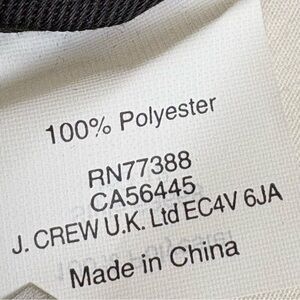 100% Polyester
RN77388
CA56445
J. CREW U.K. Ltd EC4V 6JA
Made in China